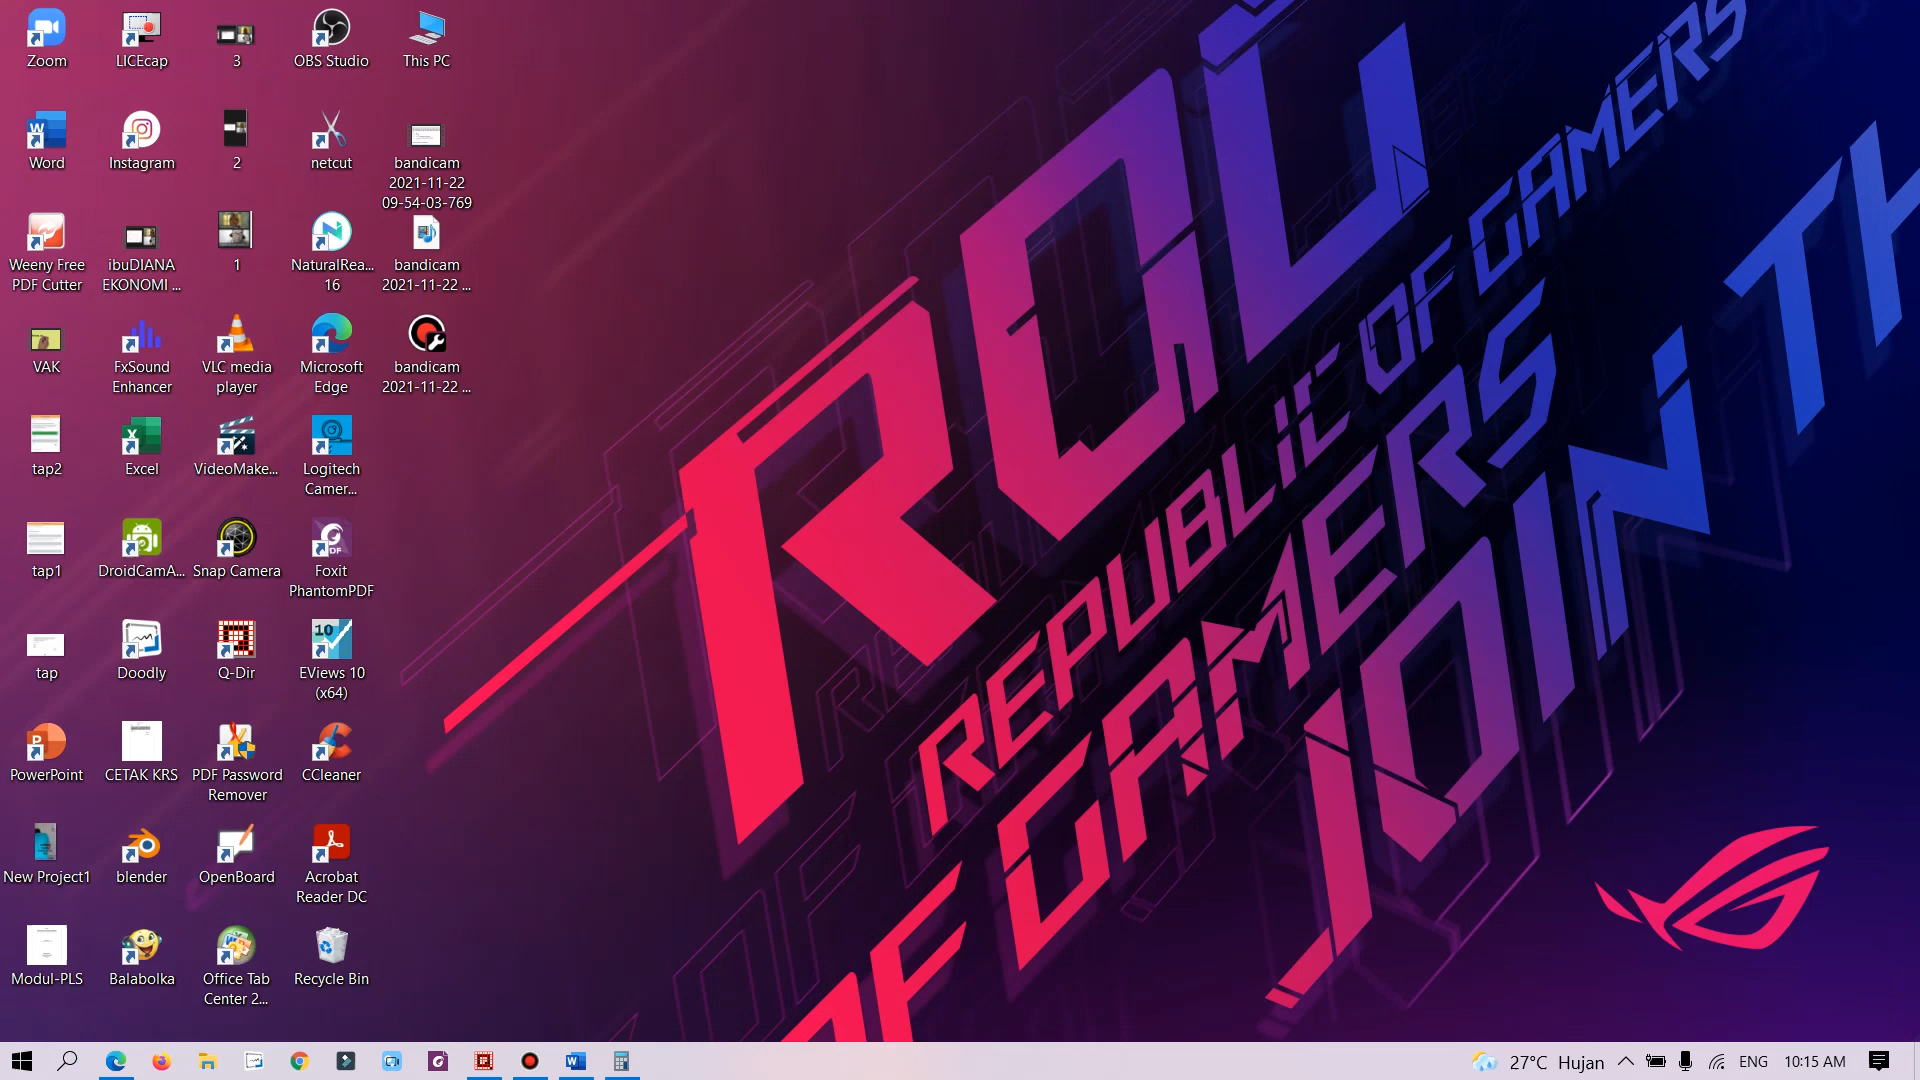 Zoom
LICEcap
3
OBS Studio
This PC
Word
Instagram
2
netcut
bandicam
2021-11-22
09-54-03-769
Weeny Free
PDF Cutter
ibuDIANA
EKONOMI ...
1
NaturalRea...
16
bandicam
2021-11-22 ...
VAK
FxSound
Enhancer
VLC media
player
Microsoft
Edge
bandicam
2021-11-22 ...
tap2
Excel
VideoMake...
Logitech
Camer...
tap1
DroidCamA...
Snap Camera
Foxit
PhantomPDF
tap
Doodly
Q-Dir
EViews 10
(x64)
PowerPoint
CETAK KRS
PDF Password
Remover
CCleaner
New Project1
blender
OpenBoard
Acrobat
Reader DC
Modul-PLS
Balabolka
Office Tab
Center 2...
Recycle Bin
REPUBLIC OF GAMERS
OF GAMERS
JOIN TH
27°C Hujan
ENG
10:15 AM